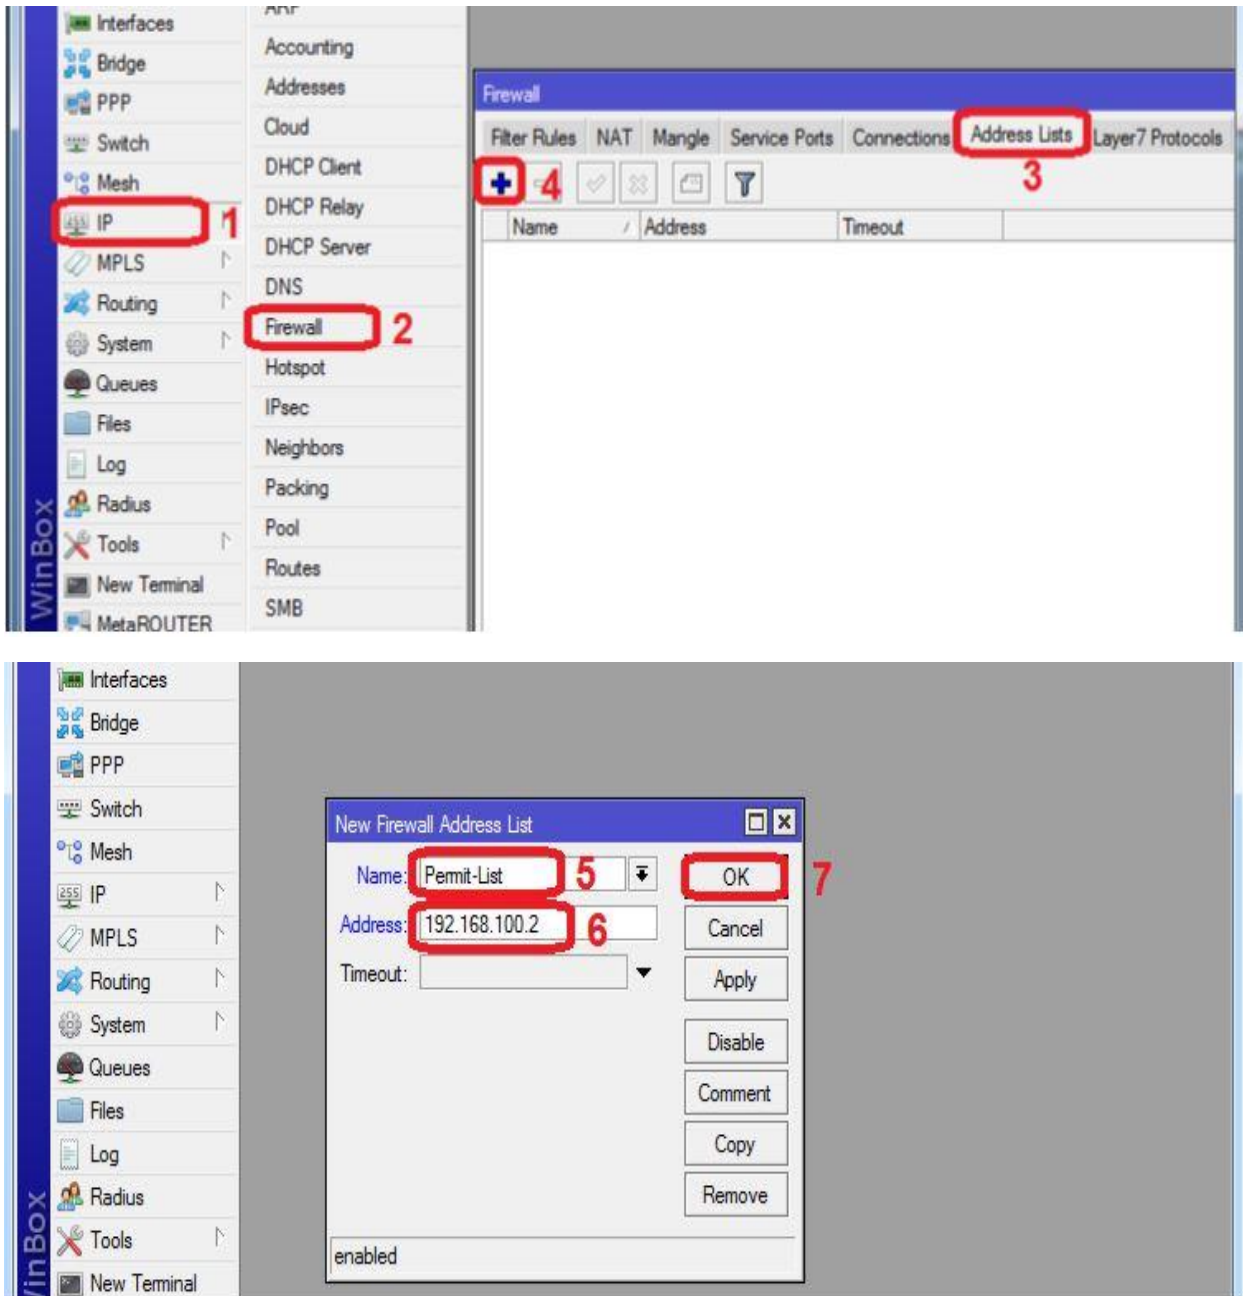 Interfaces
Bridge
PPP
Switch
Mesh
IP
1
MPLS
Routing
System
Queues
Files
Log
Radius
Tools
New Terminal
MetaROUTER
WinBox
ARP
Accounting
Addresses
Cloud
DHCP Client
DHCP Relay
DHCP Server
DNS
Firewall
2
Hotspot
IPsec
Neighbors
Packing
Pool
Routes
SMB
Firewall
Filter Rules NAT Mangle Service Ports Connections Address Lists Layer7 Protocols
4 3
Name / Address Timeout
Interfaces
Bridge
PPP
Switch
Mesh
255 IP
MPLS
Routing
System
Queues
Files
Log
Radius
Tools
New Terminal
WinBox
New Firewall Address List
Name: Permit-List 5 OK 7
Address: 192.168.100.2 6 Cancel
Timeout: Apply
Disable
Comment
Copy
Remove
enabled